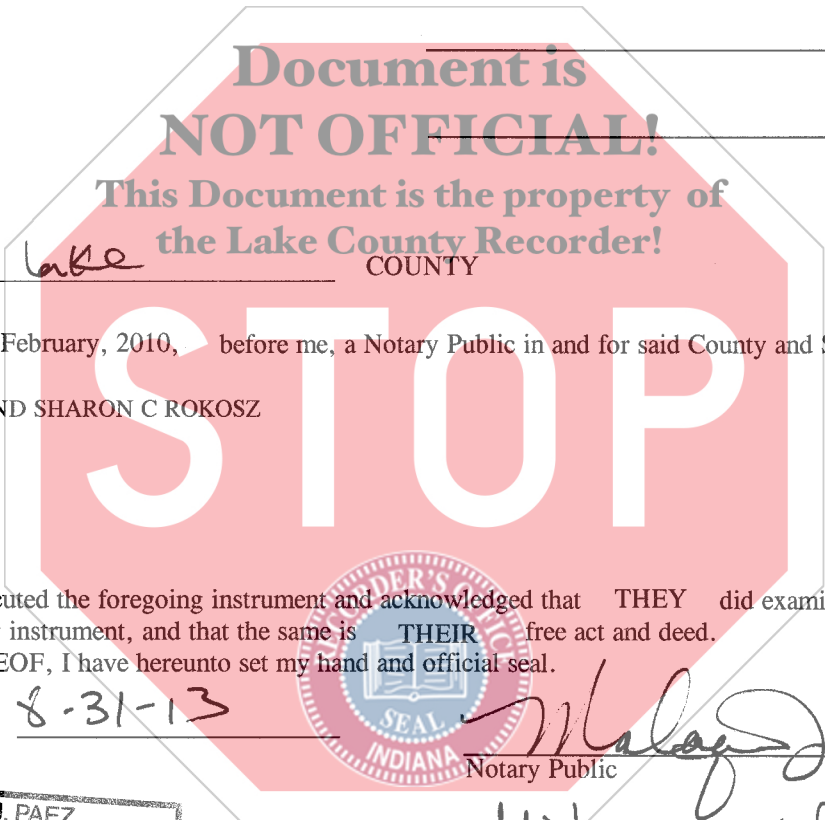 Document is
NOT OFFICIAL!
This Document is the property of
the Lake County Recorder!
Lake COUNTY
February, 2010, before me, a Notary Public in and for said County and S
ND SHARON C ROKOSZ
STOP
cuted the foregoing instrument and acknowledged that THEY did exami
instrument, and that the same is THEIR free act and deed.
EOF, I have hereunto set my hand and official seal.
RECORDER'S OFFICE
SEAL
INDIANA
8-31-13
Notary Public
PAEZ